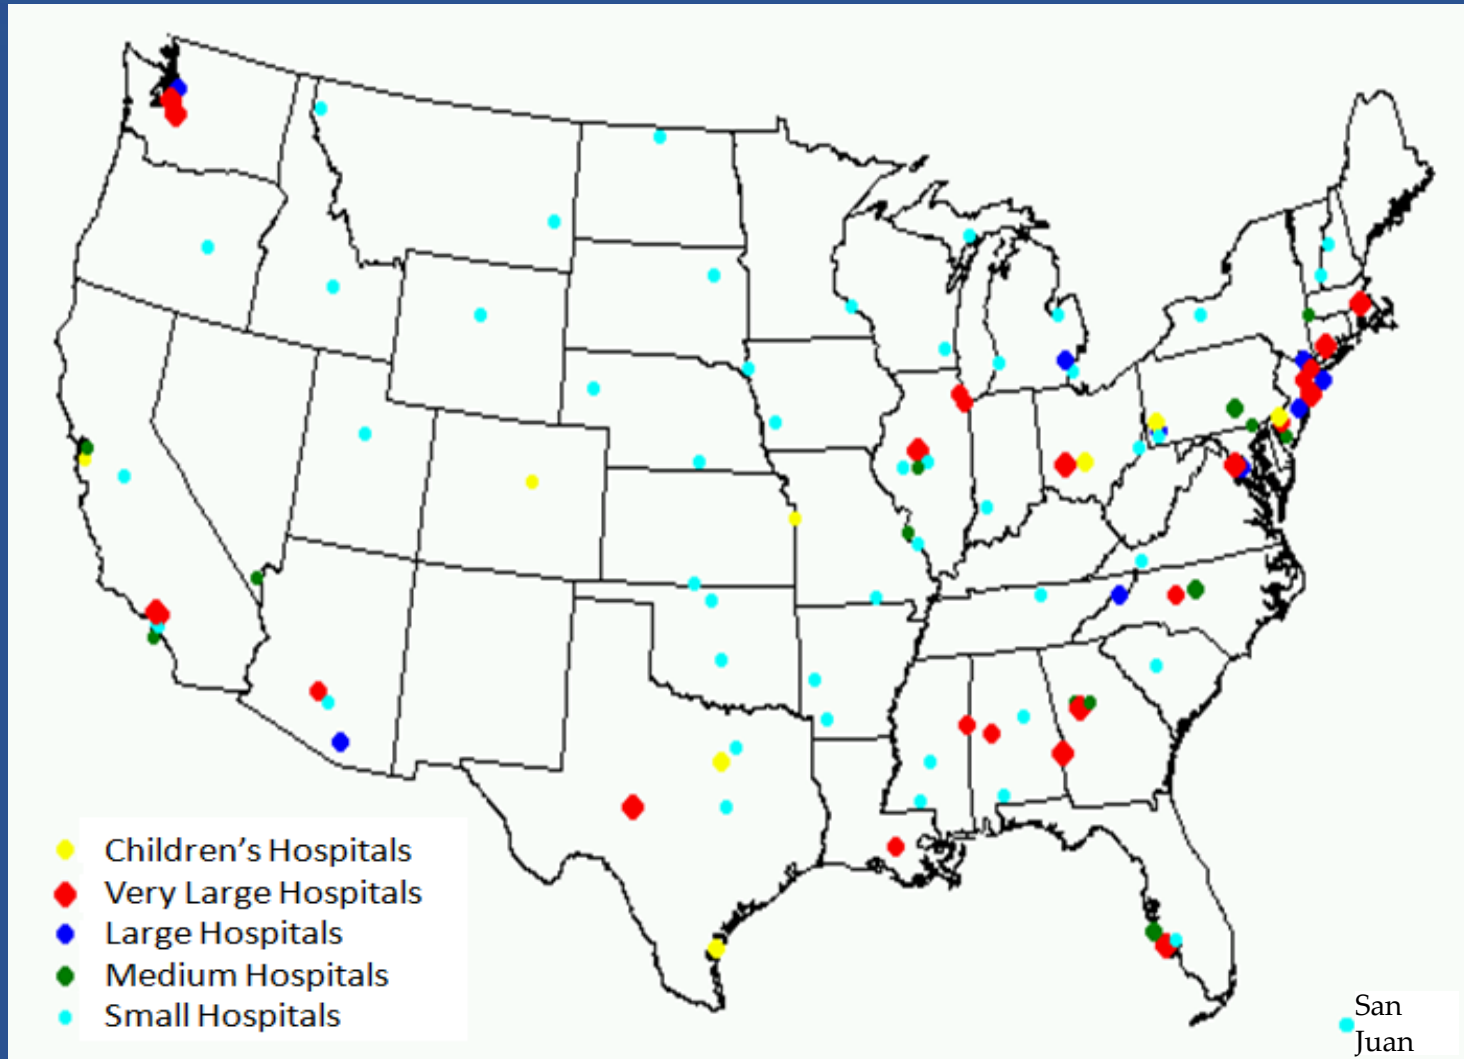 Children’s Hospitals
Very Large Hospitals
Large Hospitals
Medium Hospitals
Small Hospitals
San
Juan